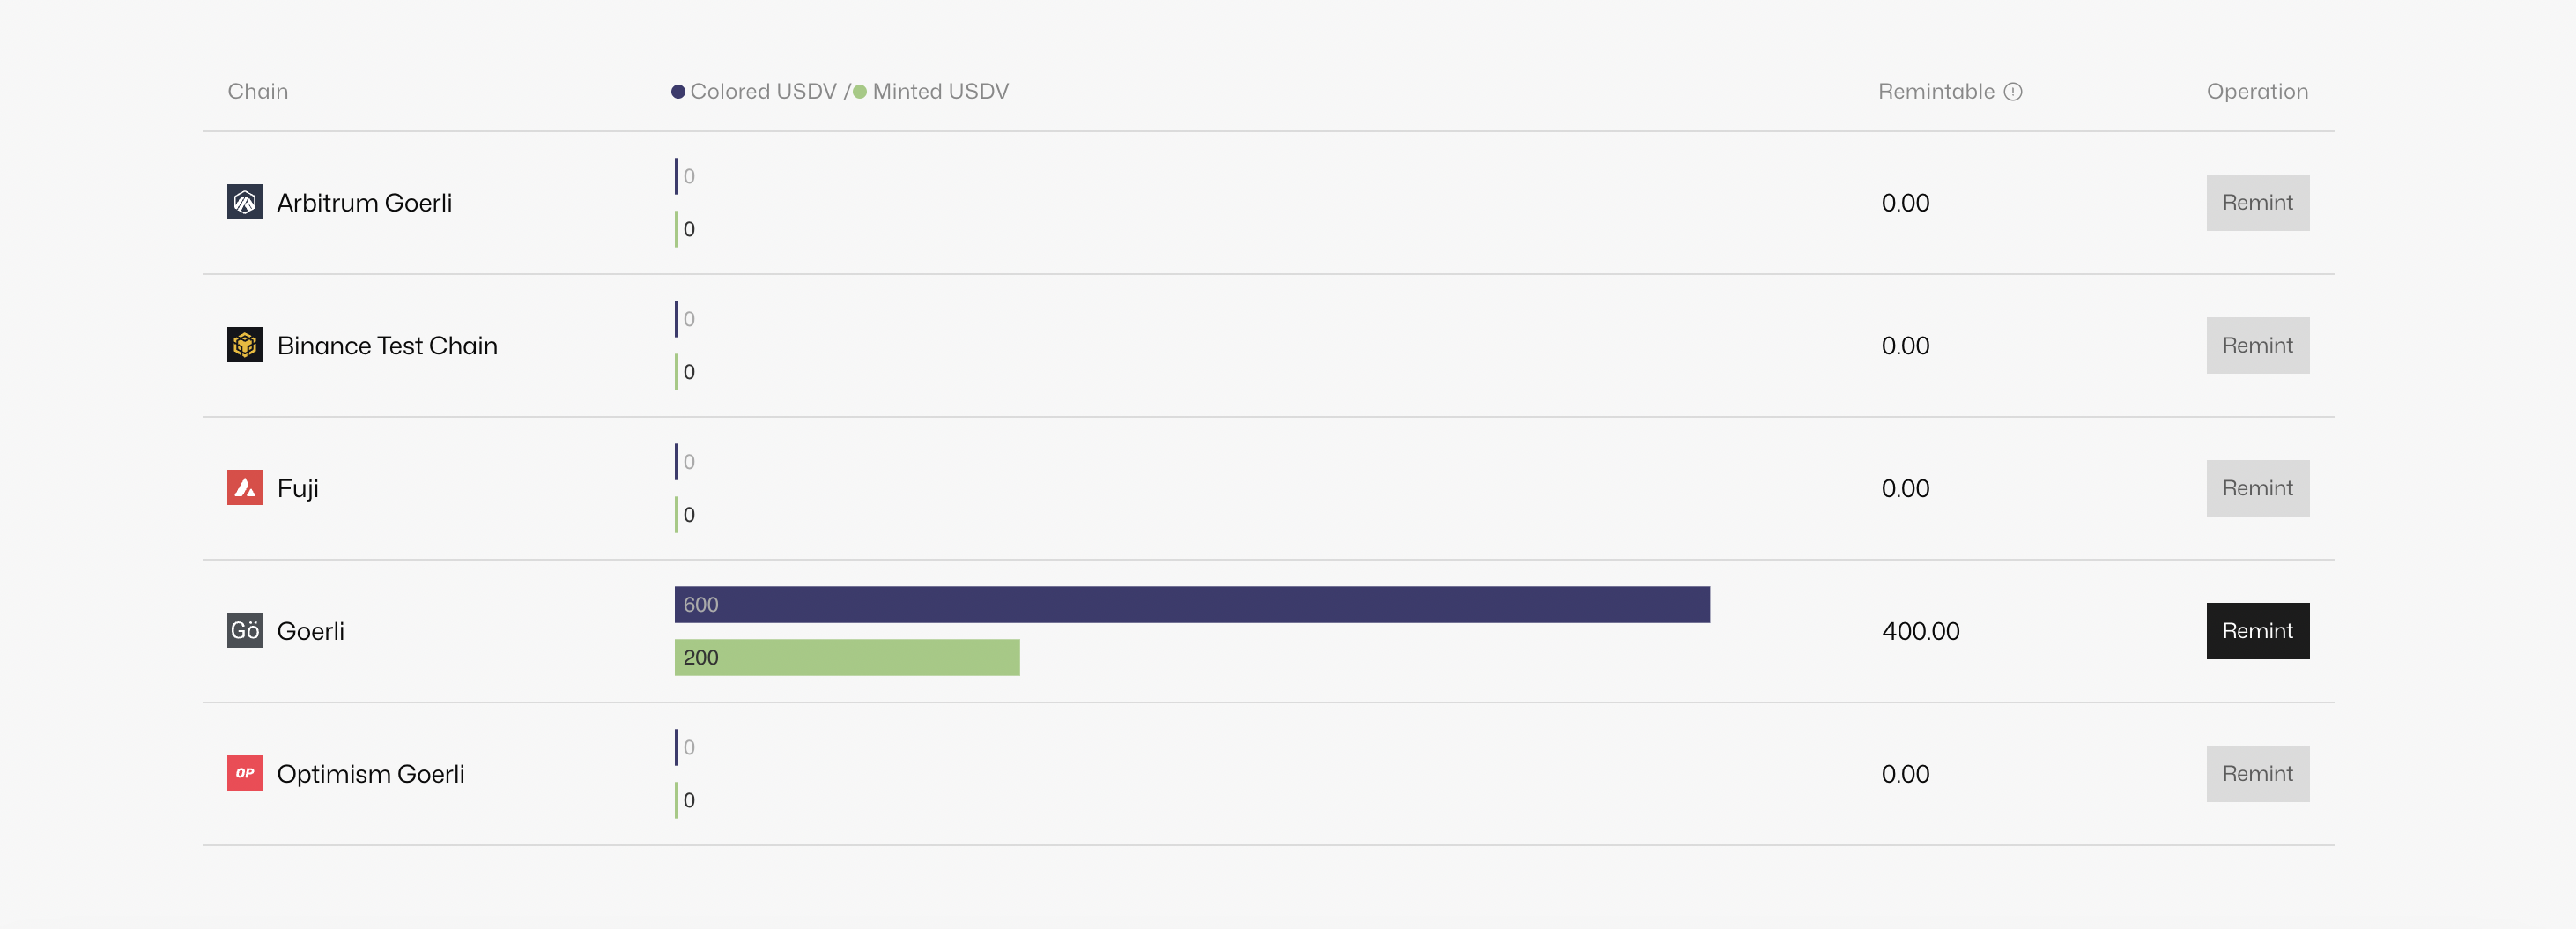 Chain Colored USDV / Minted USDV Remintable Operation
0
Arbitrum Goerli 0.00 Remint
0
0
Binance Test Chain 0.00 Remint
0
0
Fuji 0.00 Remint
0
600
Gö Goerli 400.00 Remint
200
0
OP Optimism Goerli 0.00 Remint
0